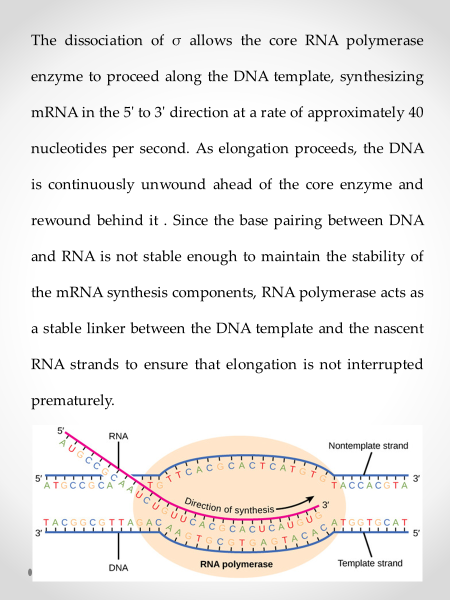 The dissociation of σ allows the core RNA polymerase
enzyme to proceed along the DNA template, synthesizing
mRNA in the 5' to 3' direction at a rate of approximately 40
nucleotides per second. As elongation proceeds, the DNA
is continuously unwound ahead of the core enzyme and
rewound behind it . Since the base pairing between DNA
and RNA is not stable enough to maintain the stability of
the mRNA synthesis components, RNA polymerase acts as
a stable linker between the DNA template and the nascent
RNA strands to ensure that elongation is not interrupted
prematurely.
5'
RNA
Nontemplate strand
5'
3'
ATGCCGCA
TACCACGTA
Direction of synthesis
3'
3'
TACGGCGTTAGAC
ATGGTGCAT
5'
DNA
RNA polymerase
Template strand